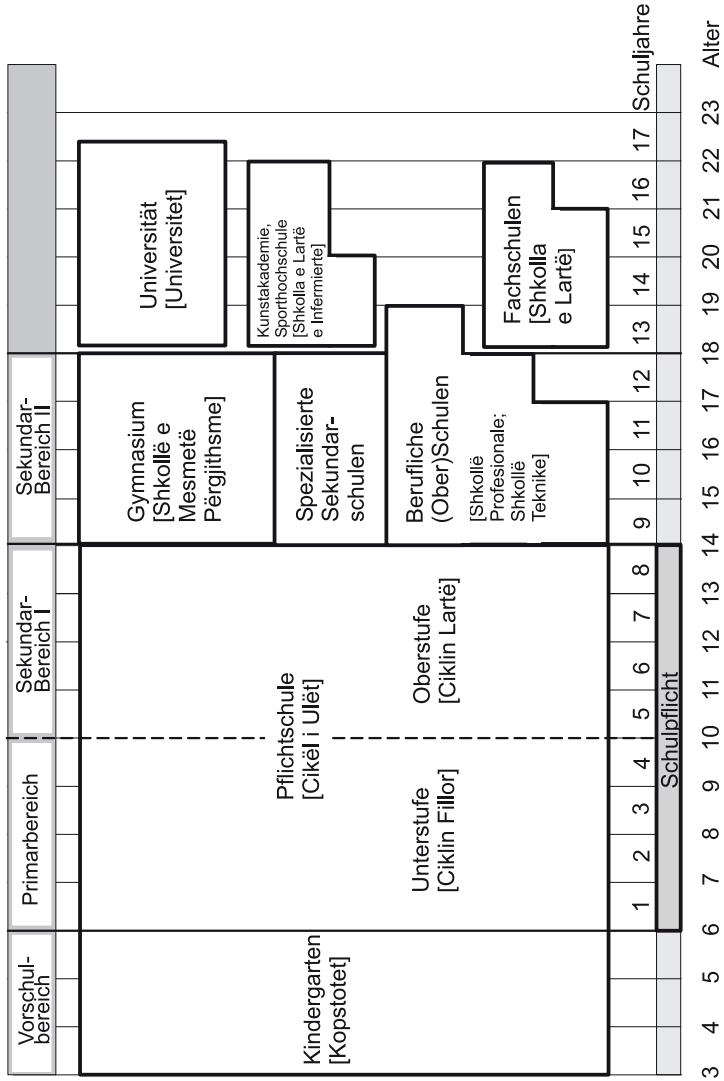 Vorschul-
bereich
Primarbereich
Sekundar-
Bereich I
Sekundar-
Bereich II
Kindergarten
[Kopstotet]
Pflichtschule
[Cikël i Ulët]
Unterstufe
[Ciklin Fillor]
Oberstufe
[Ciklin Lartë]
Gymnasium
[Shkollë e
Mesmetë
Përgjithsme]
Spezialisierte
Sekundar-
schulen
Berufliche
(Ober)Schulen
[Shkollë
Profesionale;
Shkollë
Teknike]
Universität
[Universitet]
Kunstakademie,
Sporthochschule
[Shkolla e Lartë
e Infermierte]
Fachschulen
[Shkolla
e Lartë]
1 2 3 4 5 6 7 8 9 10 11 12 13 14 15 16 17 Schuljahre
Schulpflicht
3 4 5 6 7 8 9 10 11 12 13 14 15 16 17 18 19 20 21 22 23 Alter